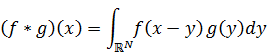 (f * g)(x) = ∫_{ℝ^N} f(x − y) g(y)dy